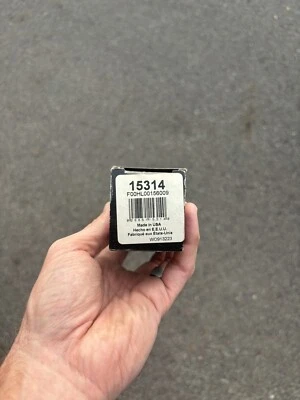 15314
F00HL00156009
Made in USA
Hecho en E.E.U.U.
Fabriqué aux États-Unis